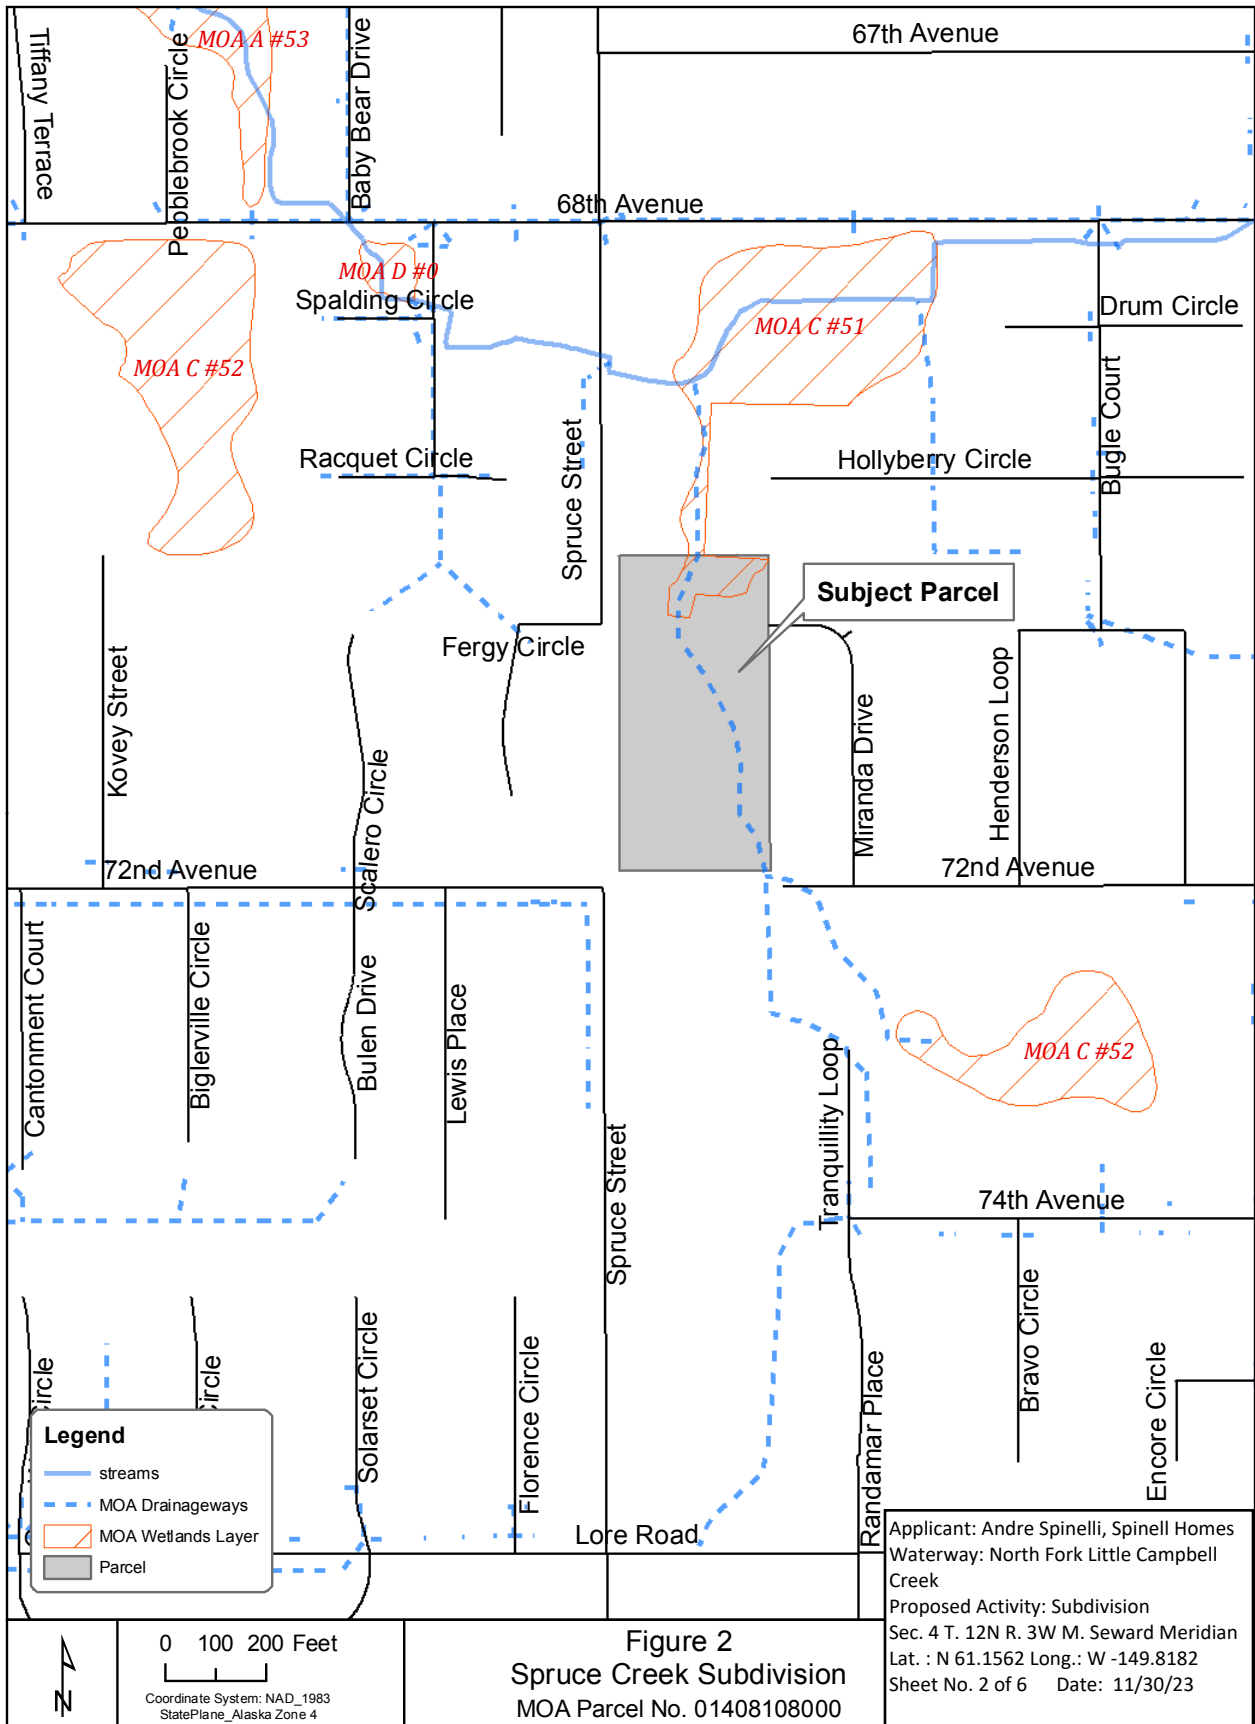 67th Avenue
MOA A #53
Tiffany Terrace
Pebblebrook Circle
Baby Bear Drive
68th Avenue
MOA D #0
Spalding Circle
MOA C #51
Drum Circle
MOA C #52
Bugle Court
Racquet Circle
Spruce Street
Hollyberry Circle
Subject Parcel
Fergy Circle
Kovey Street
Scalero Circle
Miranda Drive
Henderson Loop
72nd Avenue
72nd Avenue
Cantonment Court
Biglerville Circle
Bulen Drive
Lewis Place
MOA C #52
Tranquillity Loop
Spruce Street
74th Avenue
Circle
Circle
Solarset Circle
Florence Circle
Randamar Place
Bravo Circle
Encore Circle
Lore Road
Legend
streams
MOA Drainageways
MOA Wetlands Layer
Parcel
Applicant: Andre Spinelli, Spinell Homes
Waterway: North Fork Little Campbell
Creek
Proposed Activity: Subdivision
Sec. 4 T. 12N R. 3W M. Seward Meridian
Lat. : N 61.1562 Long.: W -149.8182
Sheet No. 2 of 6 Date: 11/30/23
N
0 100 200 Feet
Coordinate System: NAD_1983
StatePlane_Alaska Zone 4
Figure 2
Spruce Creek Subdivision
MOA Parcel No. 01408108000